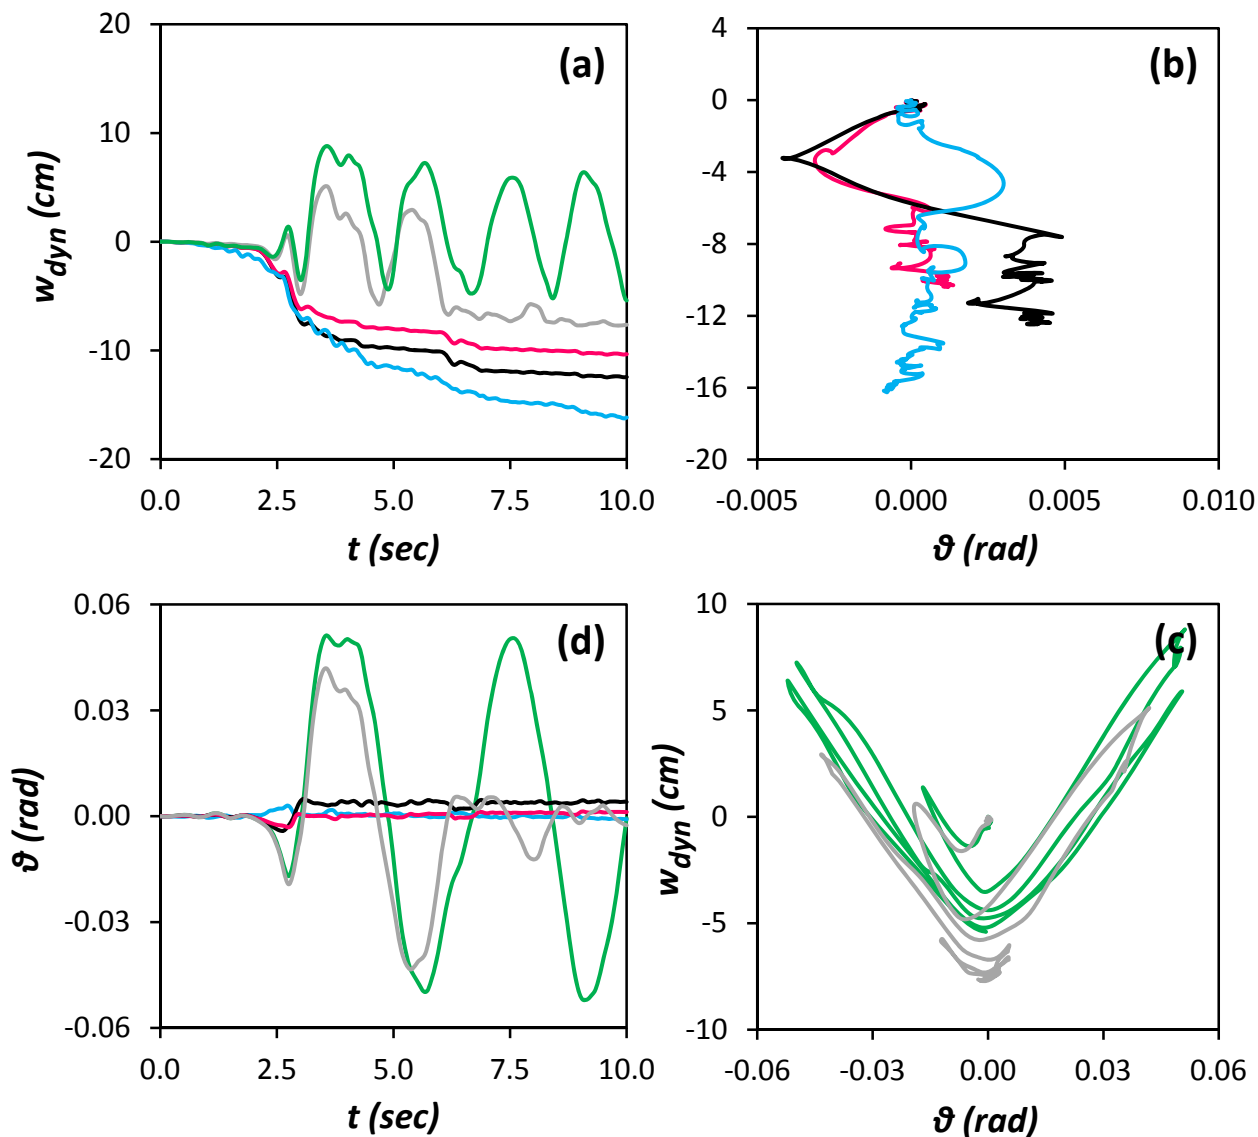 (a)
20
10
0
-10
-20
w_dyn (cm)
0.0 2.5 5.0 7.5 10.0
t (sec)
(b)
4
0
-4
-8
-12
-16
-20
-0.005 0.000 0.005 0.010
ϑ (rad)
(d)
0.06
0.03
0.00
-0.03
-0.06
ϑ (rad)
0.0 2.5 5.0 7.5 10.0
t (sec)
(c)
10
5
0
-5
-10
w_dyn (cm)
-0.06 -0.03 0.00 0.03 0.06
ϑ (rad)